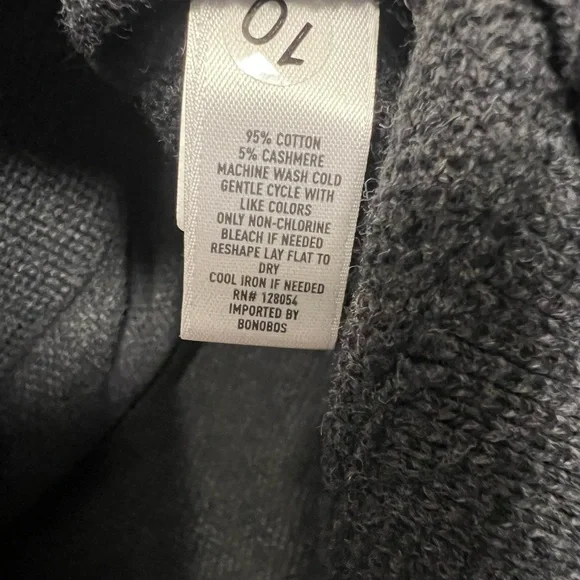 10
95% COTTON
5% CASHMERE
MACHINE WASH COLD
GENTLE CYCLE WITH
LIKE COLORS
ONLY NON-CHLORINE
BLEACH IF NEEDED
RESHAPE LAY FLAT TO
DRY
COOL IRON IF NEEDED
RN# 128054
IMPORTED BY
BONOBOS